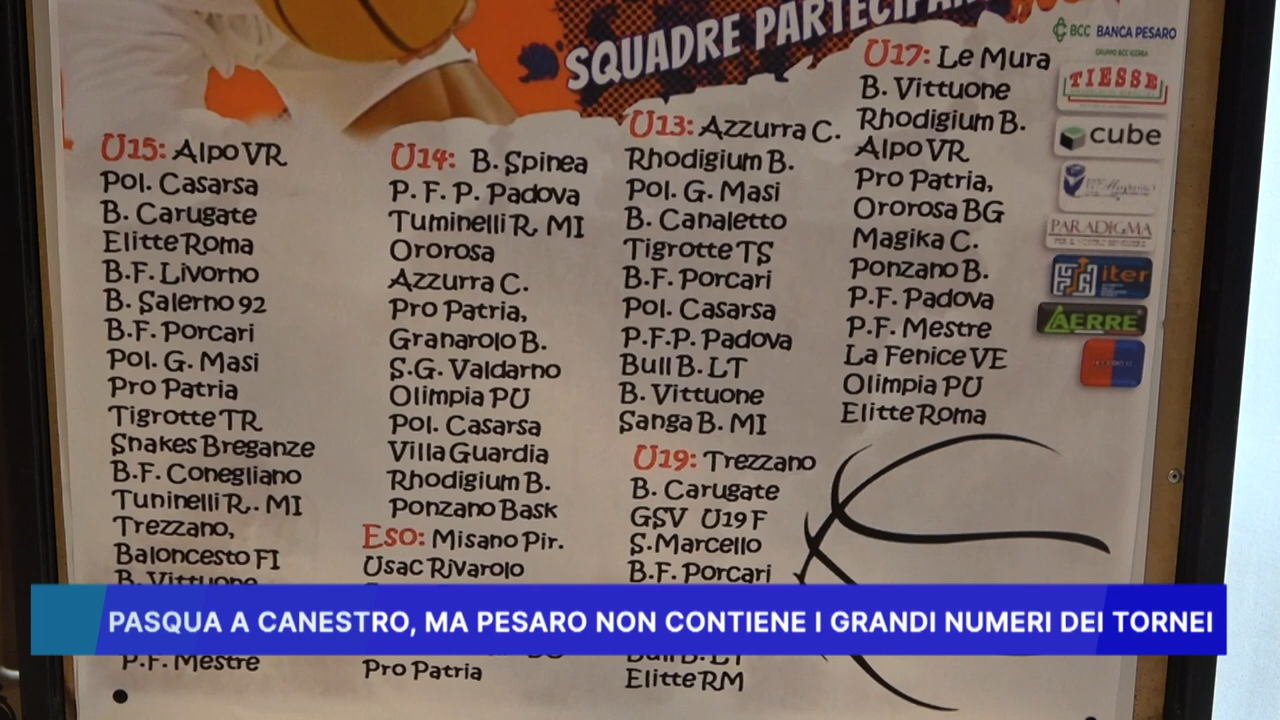 SQUADRE
U15: Alpo VR
Pol. Casarsa
B. Carugate
Elitte Roma
B.F. Livorno
B. Salerno 92
B.F. Porcari
Pol. G. Masi
Pro Patria
Tigrotte TR
Snakes Breganze
B.F. Conegliano
Tuninelli R.. MI
Trezzano,
Baloncesto FI
B. Vittuone
P.F. Mestre
U14: B. Spinea
P. F. P. Padova
Tuminelli R. MI
Ororosa
Azzurra C.
Pro Patria,
Granarolo B.
S.G. Valdarno
Olimpia PU
Pol. Casarsa
Villa Guardia
Rhodigium B.
Ponzano Bask
Eso: Misano Pir.
Usac Rivarolo
Pro Patria
U13: Azzurra C.
Rhodigium B.
Pol. G. Masi
B. Canaletto
Tigrotte TS
B.F. Porcari
Pol. Casarsa
P.F.P. Padova
Bull B. LT
B. Vittuone
Sanga B. MI
U19: Trezzano
B. Carugate
GSV U19 F
S.Marcello
B.F. Porcari
Bull B. LT
Elitte RM
U17: Le Mura
B. Vittuone
Rhodigium B.
Alpo VR
Pro Patria,
Ororosa BG
Magika C.
Ponzano B.
P.F. Padova
P.F. Mestre
La Fenice VE
Olimpia PU
Elitte Roma
BCC BANCA PESARO
TIESSE
cube
PARADIGMA
iter
AERRE
PASQUA A CANESTRO, MA PESARO NON CONTIENE I GRANDI NUMERI DEI TORNEI